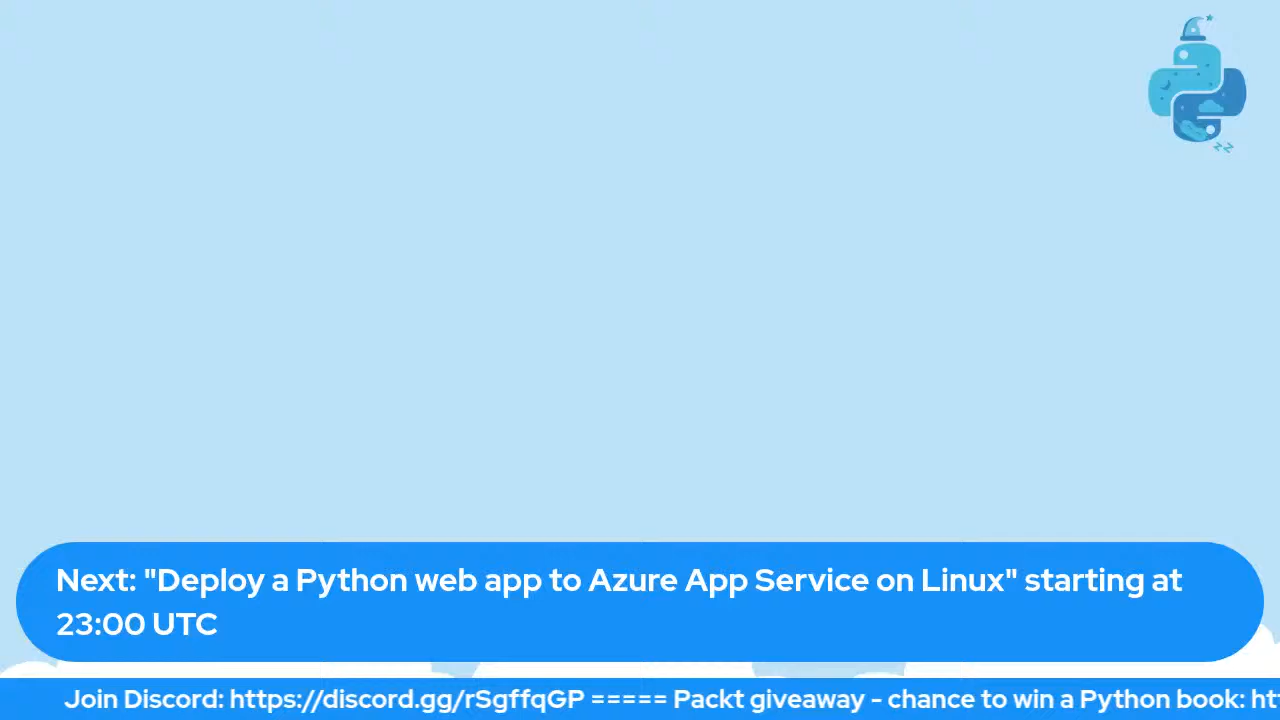 Next: "Deploy a Python web app to Azure App Service on Linux" starting at
23:00 UTC
Join Discord: https://discord.gg/rSgffqGP ===== Packt giveaway - chance to win a Python book: